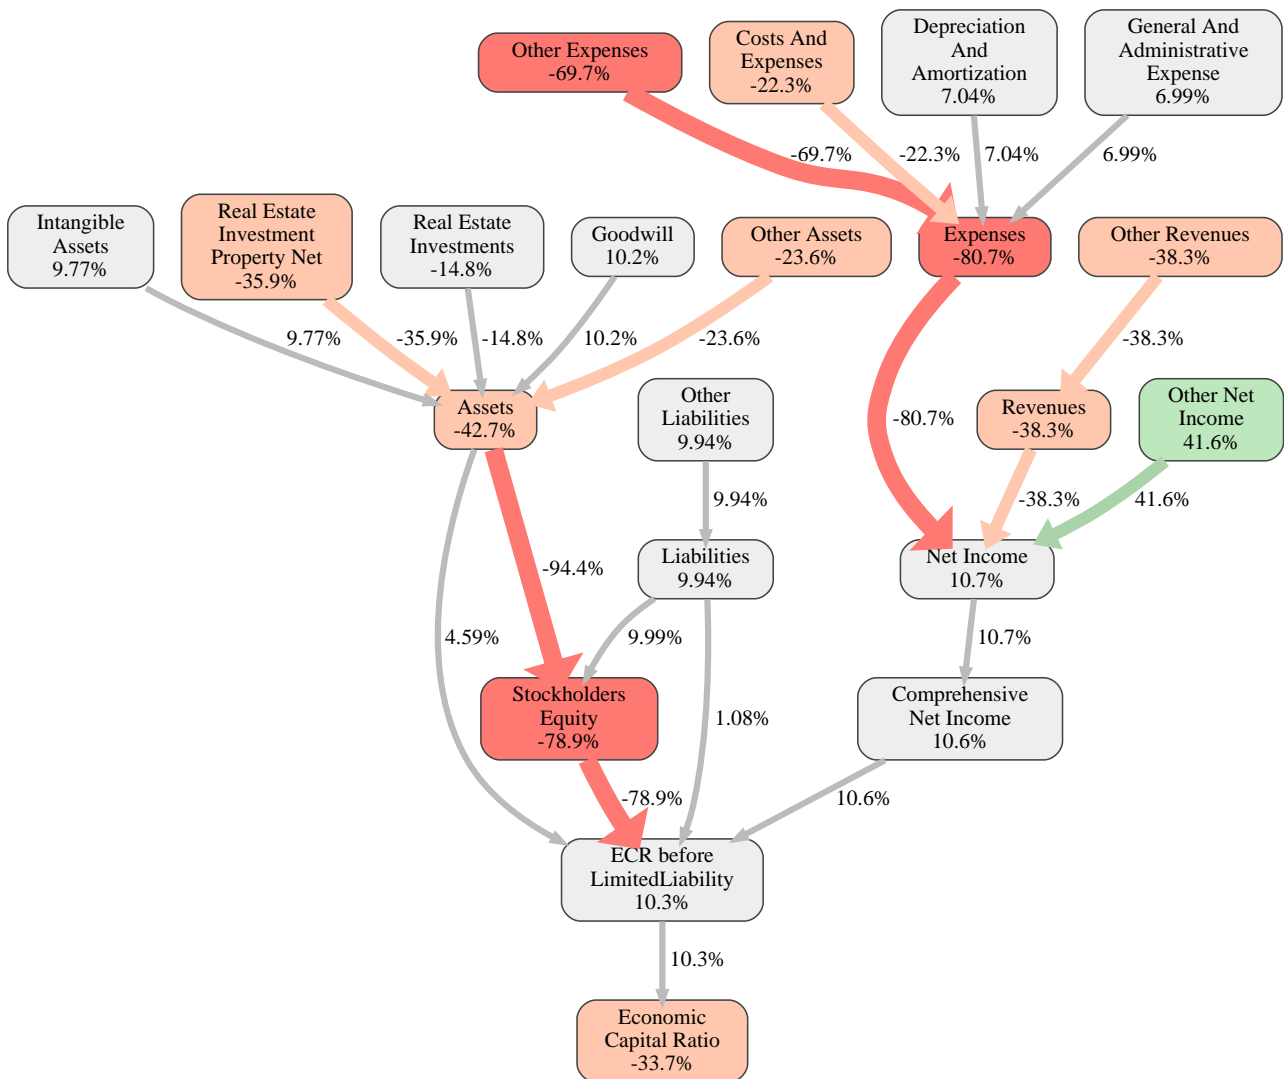 Other Expenses
-69.7%
Costs And
Expenses
-22.3%
Depreciation
And
Amortization
7.04%
General And
Administrative
Expense
6.99%
-69.7%
-22.3%
7.04%
6.99%
Intangible
Assets
9.77%
Real Estate
Investment
Property Net
-35.9%
Real Estate
Investments
-14.8%
Goodwill
10.2%
Other Assets
-23.6%
Expenses
-80.7%
Other Revenues
-38.3%
9.77%
-35.9%
-14.8%
10.2%
-23.6%
-38.3%
Assets
-42.7%
Other
Liabilities
9.94%
-80.7%
Revenues
-38.3%
Other Net
Income
41.6%
9.94%
-38.3%
41.6%
-94.4%
Liabilities
9.94%
Net Income
10.7%
4.59%
9.99%
10.7%
Stockholders
Equity
-78.9%
1.08%
Comprehensive
Net Income
10.6%
-78.9%
10.6%
ECR before
LimitedLiability
10.3%
10.3%
Economic
Capital Ratio
-33.7%